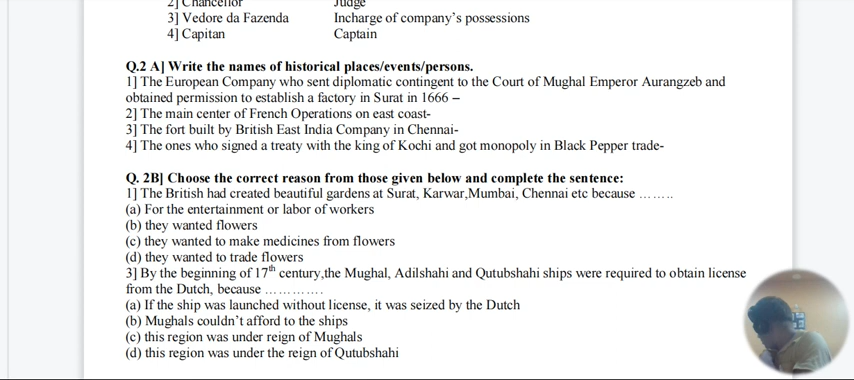 2] Chancellor Judge
3] Vedore da Fazenda Incharge of company's possessions
4] Capitan Captain
Q.2 A] Write the names of historical places/events/persons.
1] The European Company who sent diplomatic contingent to the Court of Mughal Emperor Aurangzeb and
obtained permission to establish a factory in Surat in 1666 –
2] The main center of French Operations on east coast-
3] The fort built by British East India Company in Chennai-
4] The ones who signed a treaty with the king of Kochi and got monopoly in Black Pepper trade-
Q. 2B] Choose the correct reason from those given below and complete the sentence:
1] The British had created beautiful gardens at Surat, Karwar,Mumbai, Chennai etc because ……..
(a) For the entertainment or labor of workers
(b) they wanted flowers
(c) they wanted to make medicines from flowers
(d) they wanted to trade flowers
3] By the beginning of 17th century,the Mughal, Adilshahi and Qutubshahi ships were required to obtain license
from the Dutch, because ………….
(a) If the ship was launched without license, it was seized by the Dutch
(b) Mughals couldn't afford to the ships
(c) this region was under reign of Mughals
(d) this region was under the reign of Qutubshahi